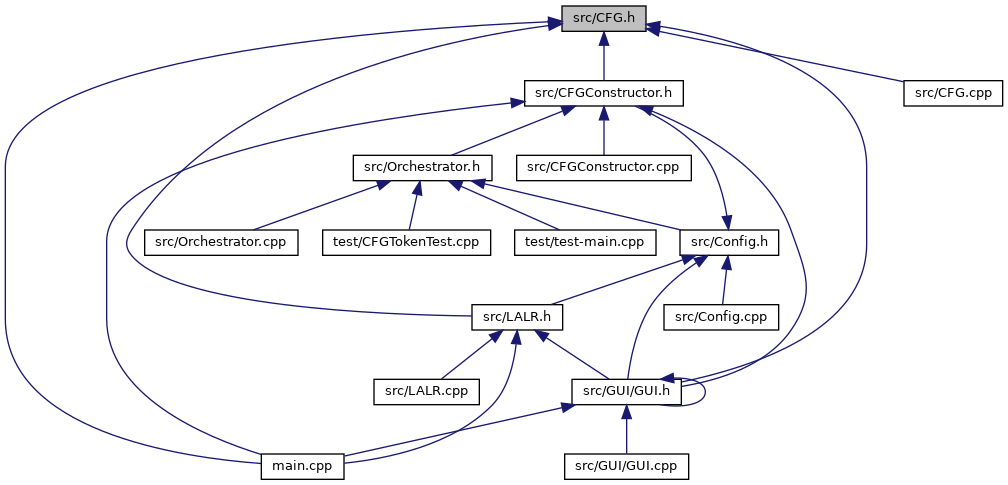 src/CFG.h
src/CFGConstructor.h
src/CFG.cpp
src/Orchestrator.h
src/CFGConstructor.cpp
src/Orchestrator.cpp
test/CFGTokenTest.cpp
test/test-main.cpp
src/Config.h
src/LALR.h
src/Config.cpp
src/LALR.cpp
src/GUI/GUI.h
main.cpp
src/GUI/GUI.cpp